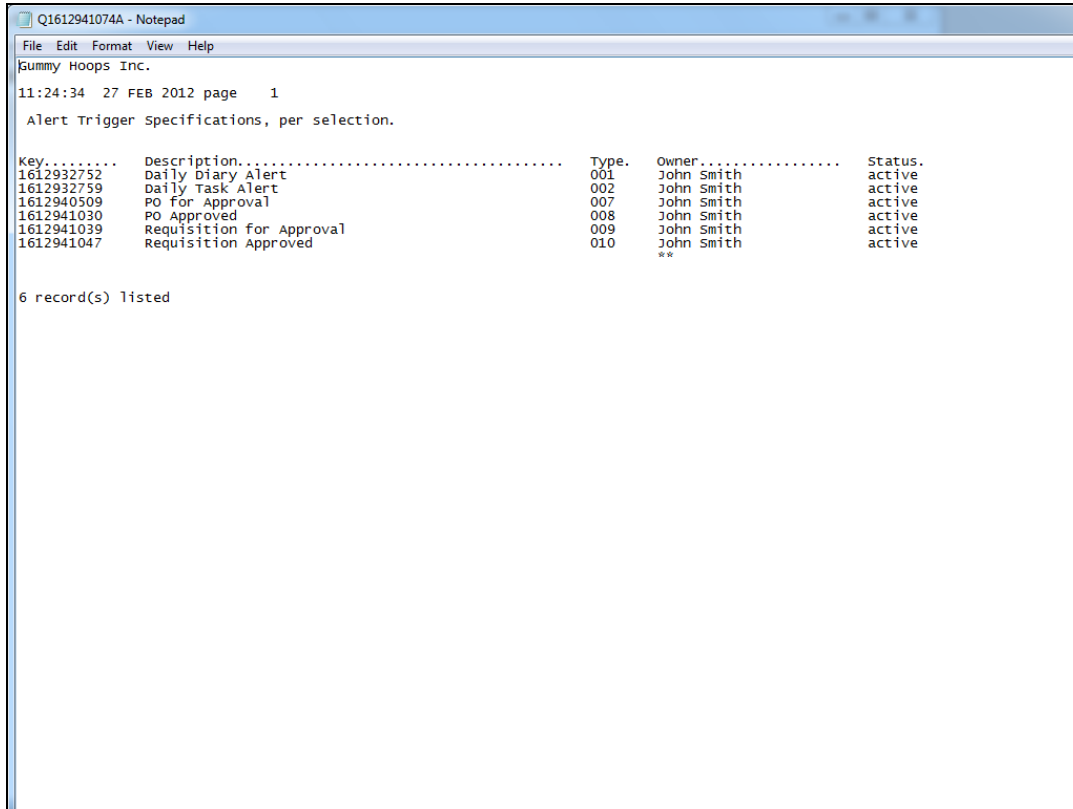 Q1612941074A - Notepad
File Edit Format View Help
Gummy Hoops Inc.
11:24:34  27 FEB 2012 page    1
Alert Trigger Specifications, per selection.
Key......... Description....................................... Type. Owner................. Status.
1612932752 Daily Diary Alert 001 John Smith active
1612932759 Daily Task Alert 002 John Smith active
1612940509 PO for Approval 007 John Smith active
1612941030 PO Approved 008 John Smith active
1612941039 Requisition for Approval 009 John Smith active
1612941047 Requisition Approved 010 John Smith active
**
6 record(s) listed